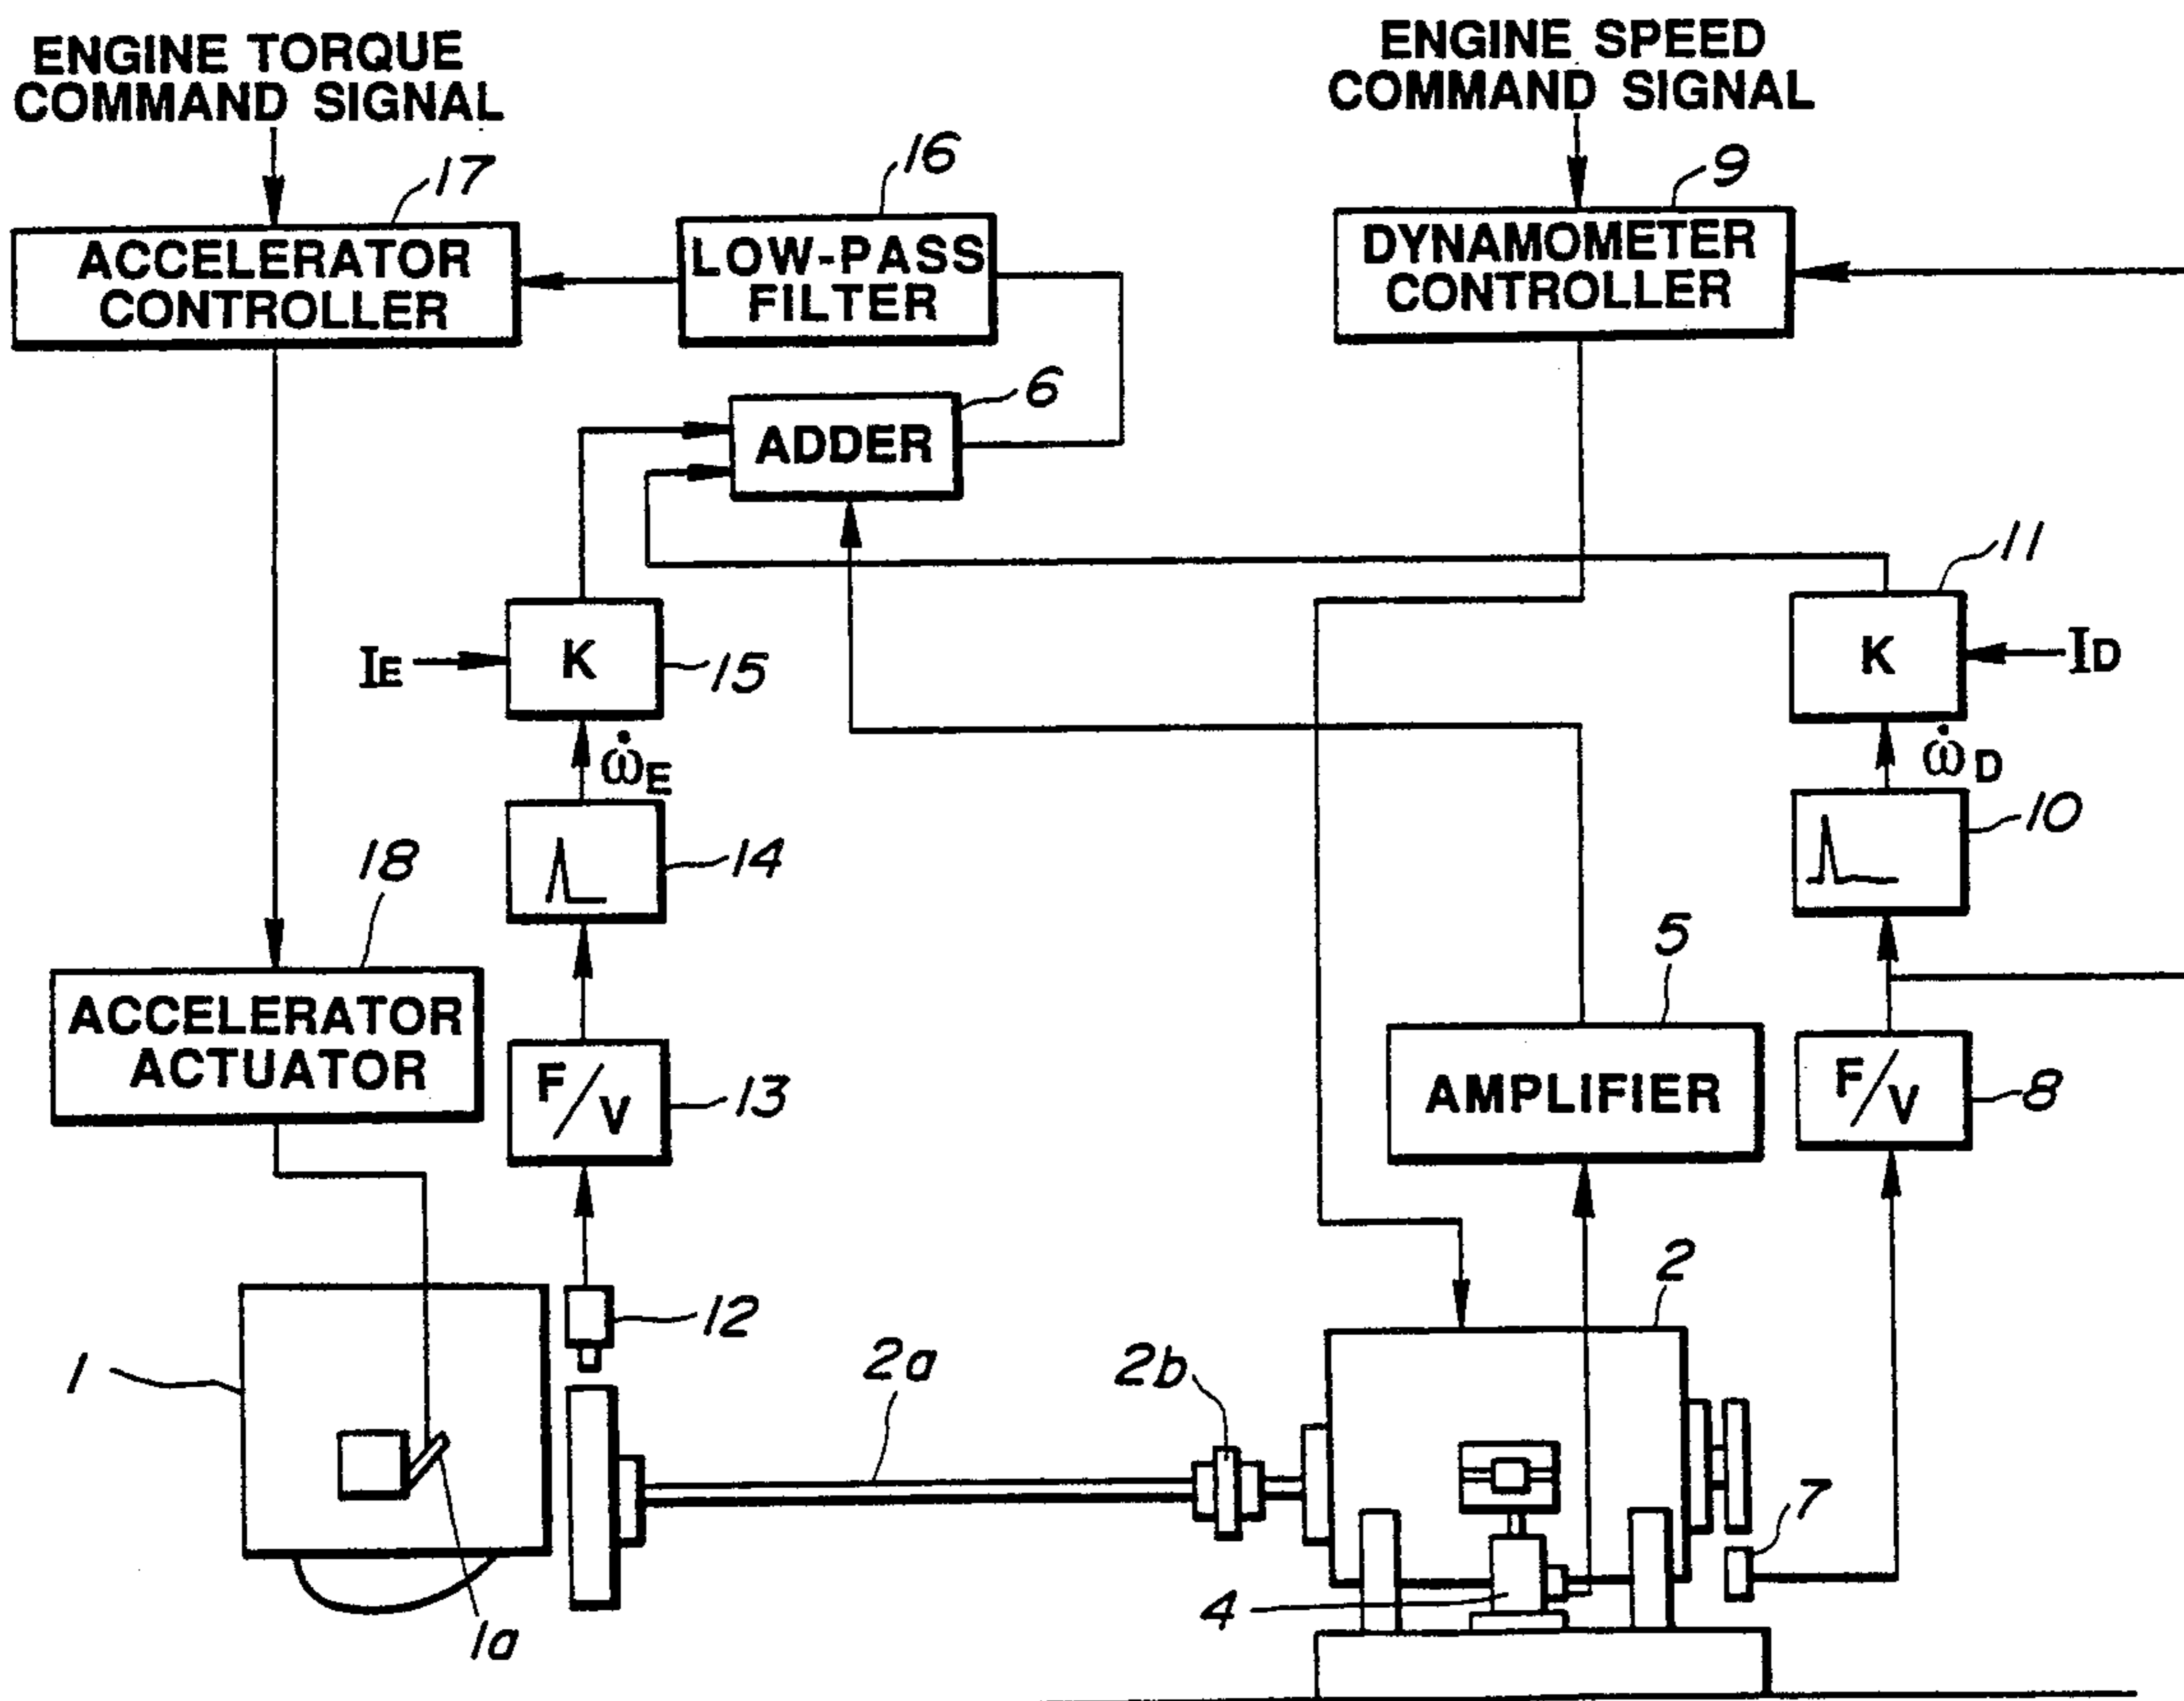 ENGINE TORQUE
COMMAND SIGNAL
ENGINE SPEED
COMMAND SIGNAL
17
16
9
ACCELERATOR
CONTROLLER
LOW-PASS
FILTER
DYNAMOMETER
CONTROLLER
6
ADDER
11
IE
K
15
K
ID
ω̇E
ω̇D
14
10
18
5
ACCELERATOR
ACTUATOR
F/V
13
AMPLIFIER
F/V
8
12
2
1
2a
2b
7
4
1a